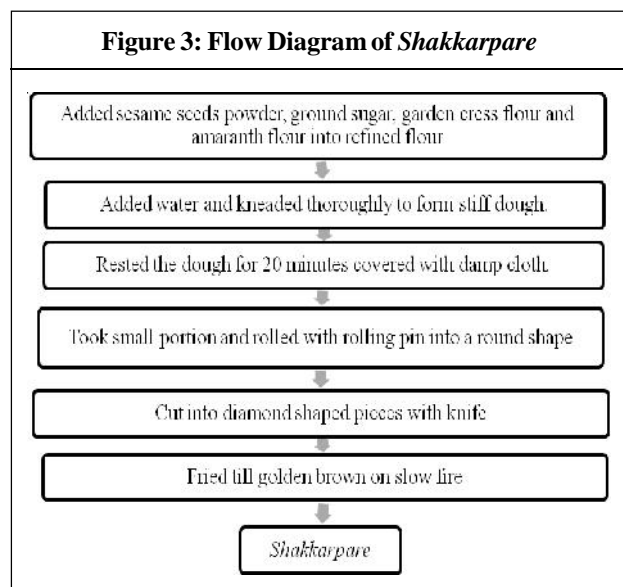 Figure 3: Flow Diagram of Shakkarpare
Added sesame seeds powder, ground sugar, garden cress flour and
amaranth flour into refined flour
Added water and kneaded thoroughly to form stiff dough.
Rested the dough for 20 minutes covered with damp cloth
Took small portion and rolled with rolling pin into a round shape
Cut into diamond shaped pieces with knife
Fried till golden brown on slow fire
Shakkarpare